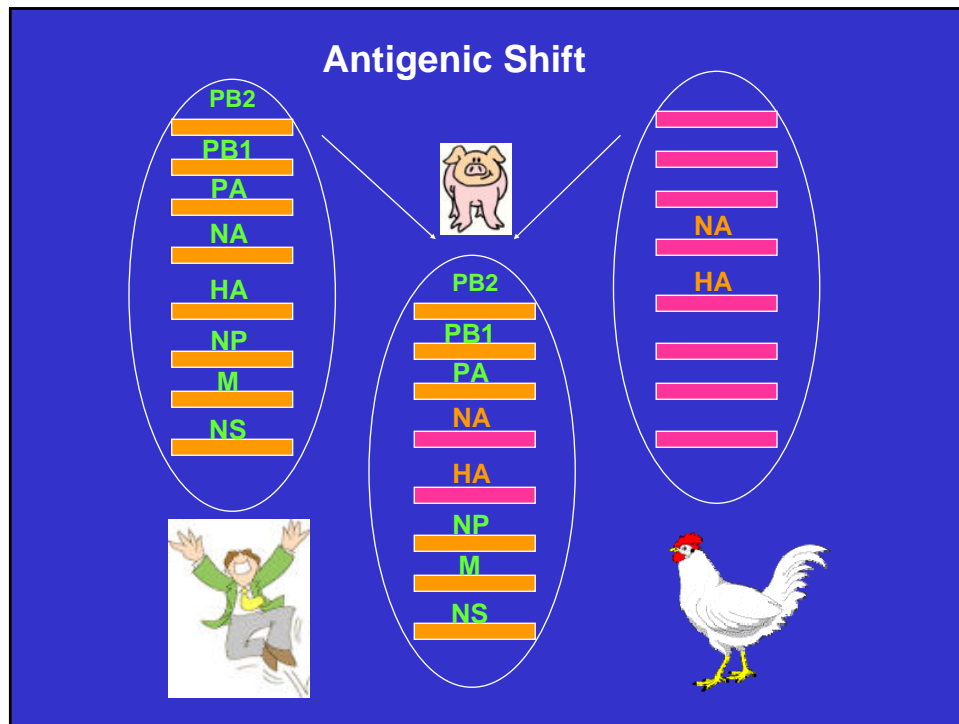 Antigenic Shift
PB2
PB1
PA
NA
HA
NP
M
NS
PB2
PB1
PA
NA
HA
NP
M
NS
NA
HA